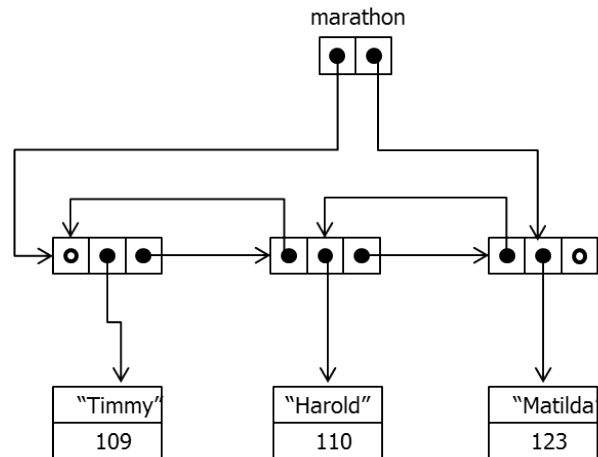 marathon
“Timmy”
“Harold”
“Matilda”
109
110
123